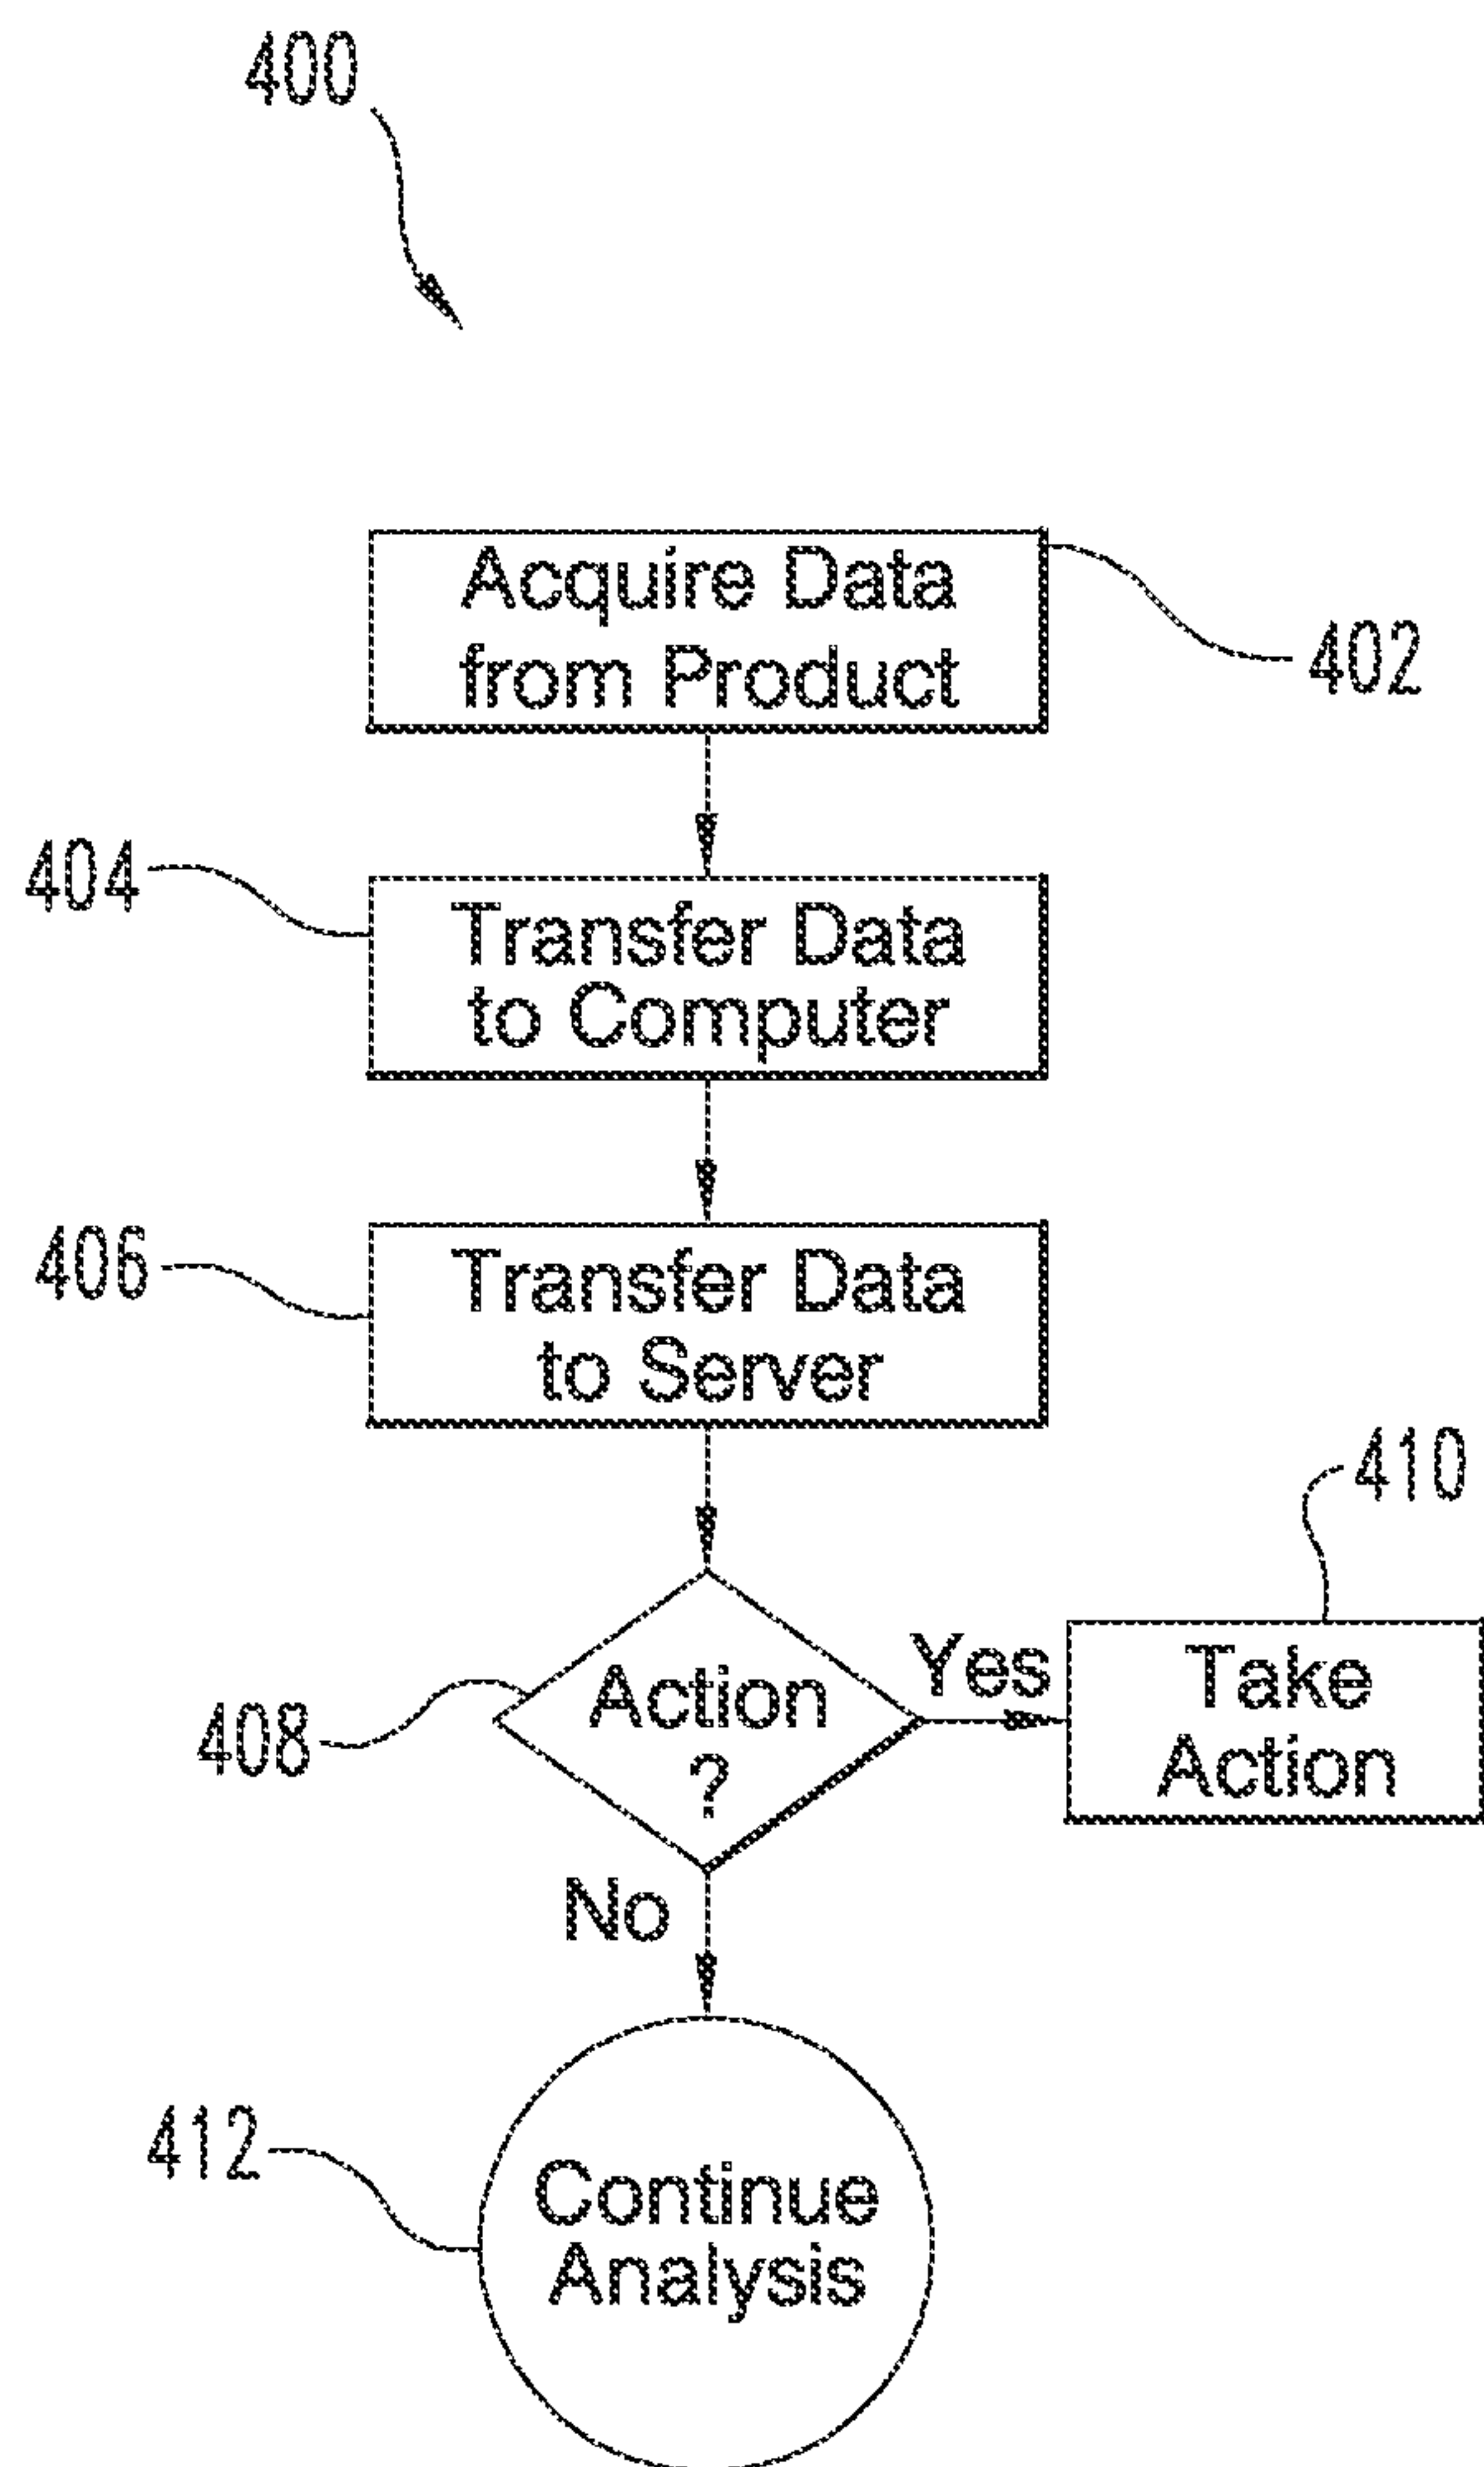 400
Acquire Data
from Product
402
404
Transfer Data
to Computer
406
Transfer Data
to Server
410
408
Action
?
Yes
Take
Action
No
412
Continue
Analysis